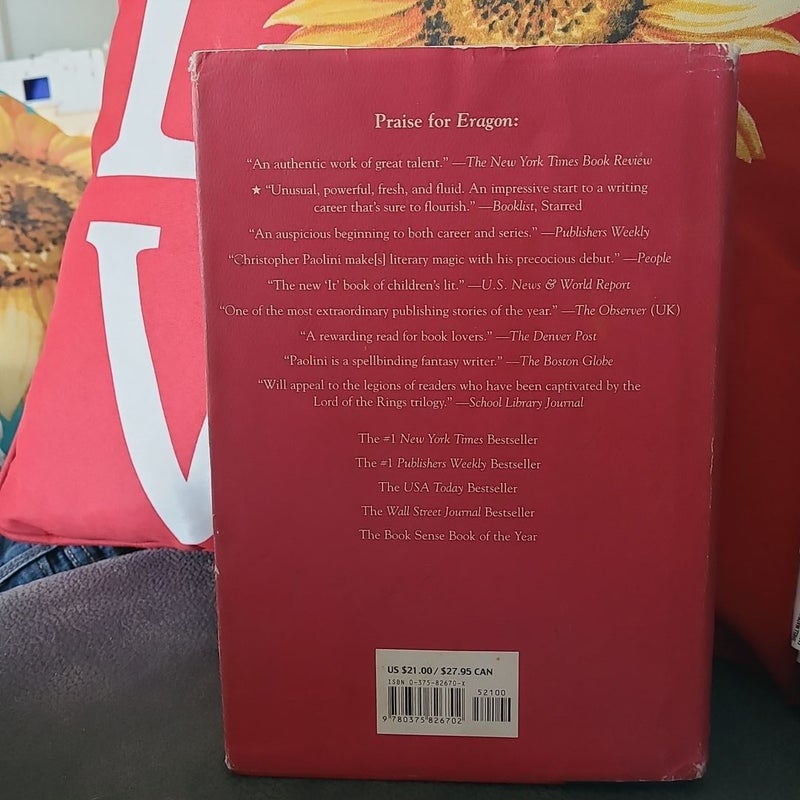 Praise for Eragon:
“An authentic work of great talent.” —The New York Times Book Review
★ “Unusual, powerful, fresh, and fluid. An impressive start to a writing
career that’s sure to flourish.” —Booklist, Starred
“An auspicious beginning to both career and series.” —Publishers Weekly
“Christopher Paolini make[s] literary magic with his precocious debut.” —People
“The new ‘It’ book of children’s lit.” —U.S. News & World Report
“One of the most extraordinary publishing stories of the year.” —The Observer (UK)
“A rewarding read for book lovers.” —The Denver Post
“Paolini is a spellbinding fantasy writer.” —The Boston Globe
“Will appeal to the legions of readers who have been captivated by the
Lord of the Rings trilogy.” —School Library Journal
The #1 New York Times Bestseller
The #1 Publishers Weekly Bestseller
The USA Today Bestseller
The Wall Street Journal Bestseller
The Book Sense Book of the Year
US $21.00 / $27.95 CAN
ISBN 0-375-82670-X
52100
9 780375 826702